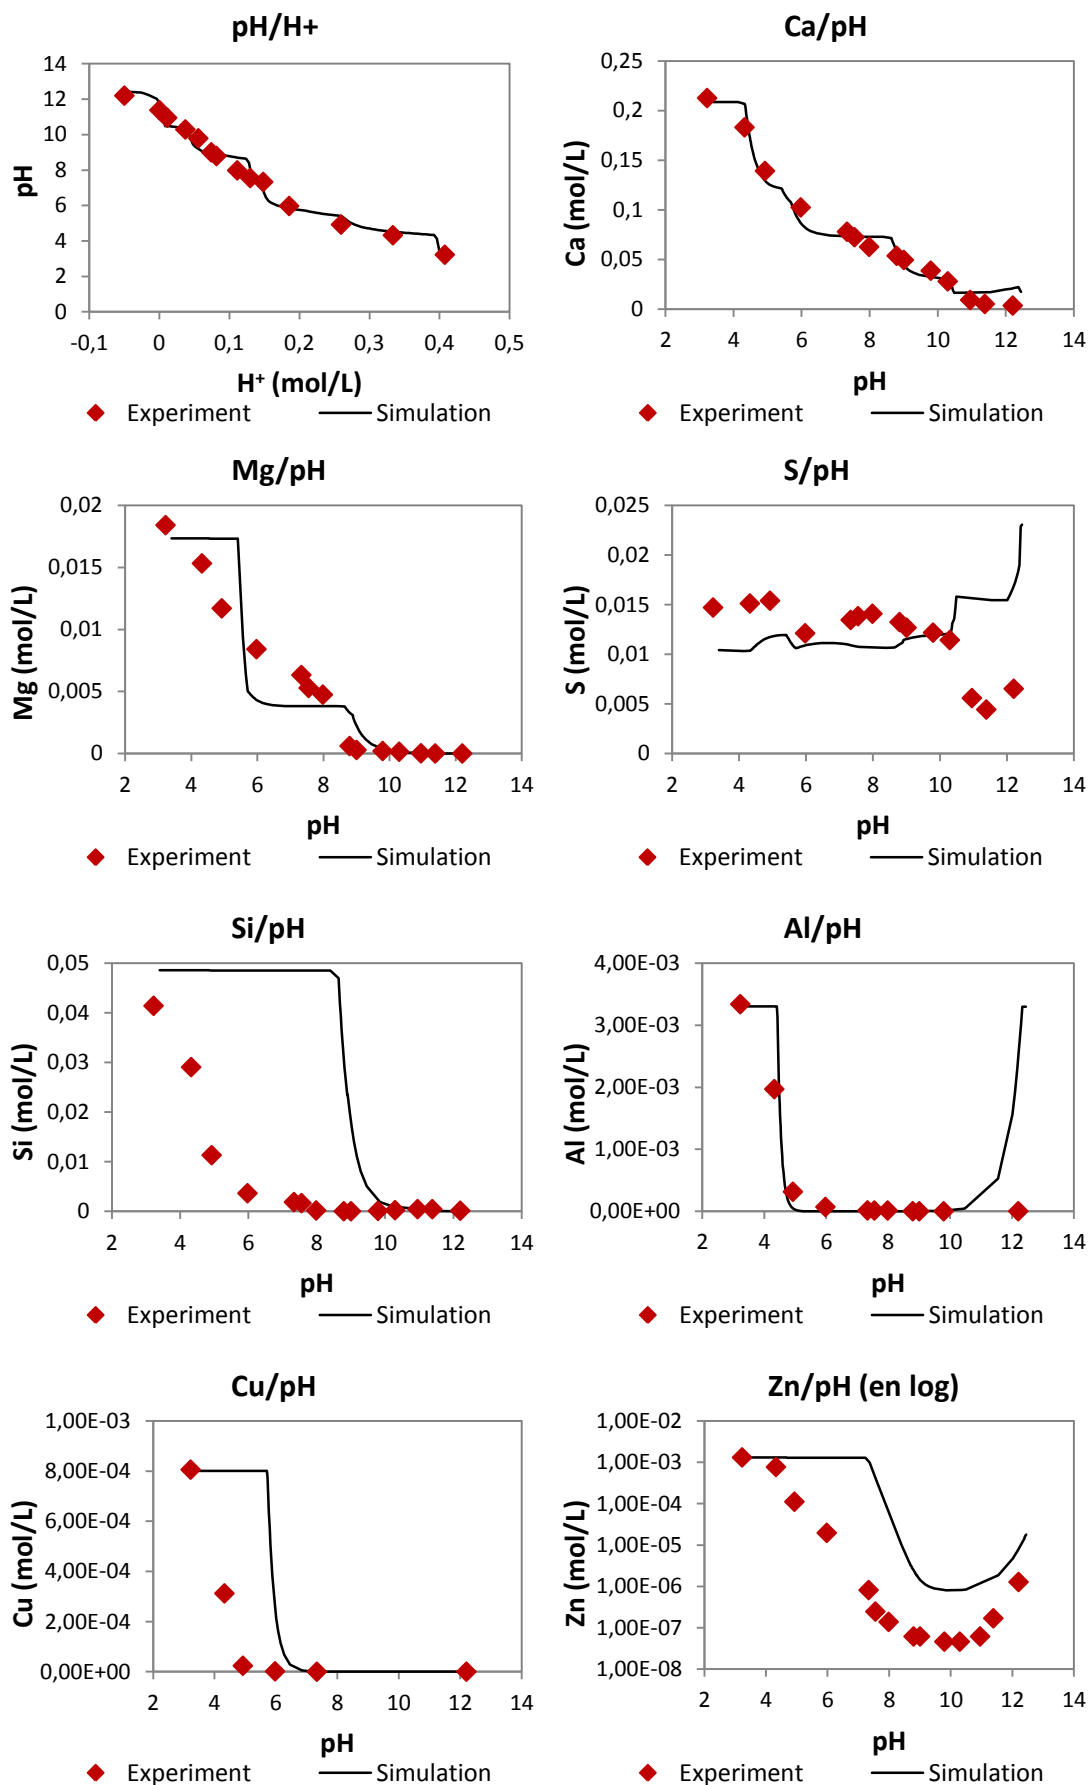 pH/H+
14
12
10
8
6
4
2
0
pH
-0,1 0 0,1 0,2 0,3 0,4 0,5
H⁺ (mol/L)
Experiment Simulation
Ca/pH
0,25
0,2
0,15
0,1
0,05
0
Ca (mol/L)
2 4 6 8 10 12 14
pH
Experiment Simulation
Mg/pH
0,02
0,015
0,01
0,005
0
Mg (mol/L)
2 4 6 8 10 12 14
pH
Experiment Simulation
S/pH
0,025
0,02
0,015
0,01
0,005
0
S (mol/L)
2 4 6 8 10 12 14
pH
Experiment Simulation
Si/pH
0,05
0,04
0,03
0,02
0,01
0
Si (mol/L)
2 4 6 8 10 12 14
pH
Experiment Simulation
Al/pH
4,00E-03
3,00E-03
2,00E-03
1,00E-03
0,00E+00
Al (mol/L)
2 4 6 8 10 12 14
pH
Experiment Simulation
Cu/pH
1,00E-03
8,00E-04
6,00E-04
4,00E-04
2,00E-04
0,00E+00
Cu (mol/L)
2 4 6 8 10 12 14
pH
Experiment Simulation
Zn/pH (en log)
1,00E-02
1,00E-03
1,00E-04
1,00E-05
1,00E-06
1,00E-07
1,00E-08
Zn (mol/L)
2 4 6 8 10 12 14
pH
Experiment Simulation